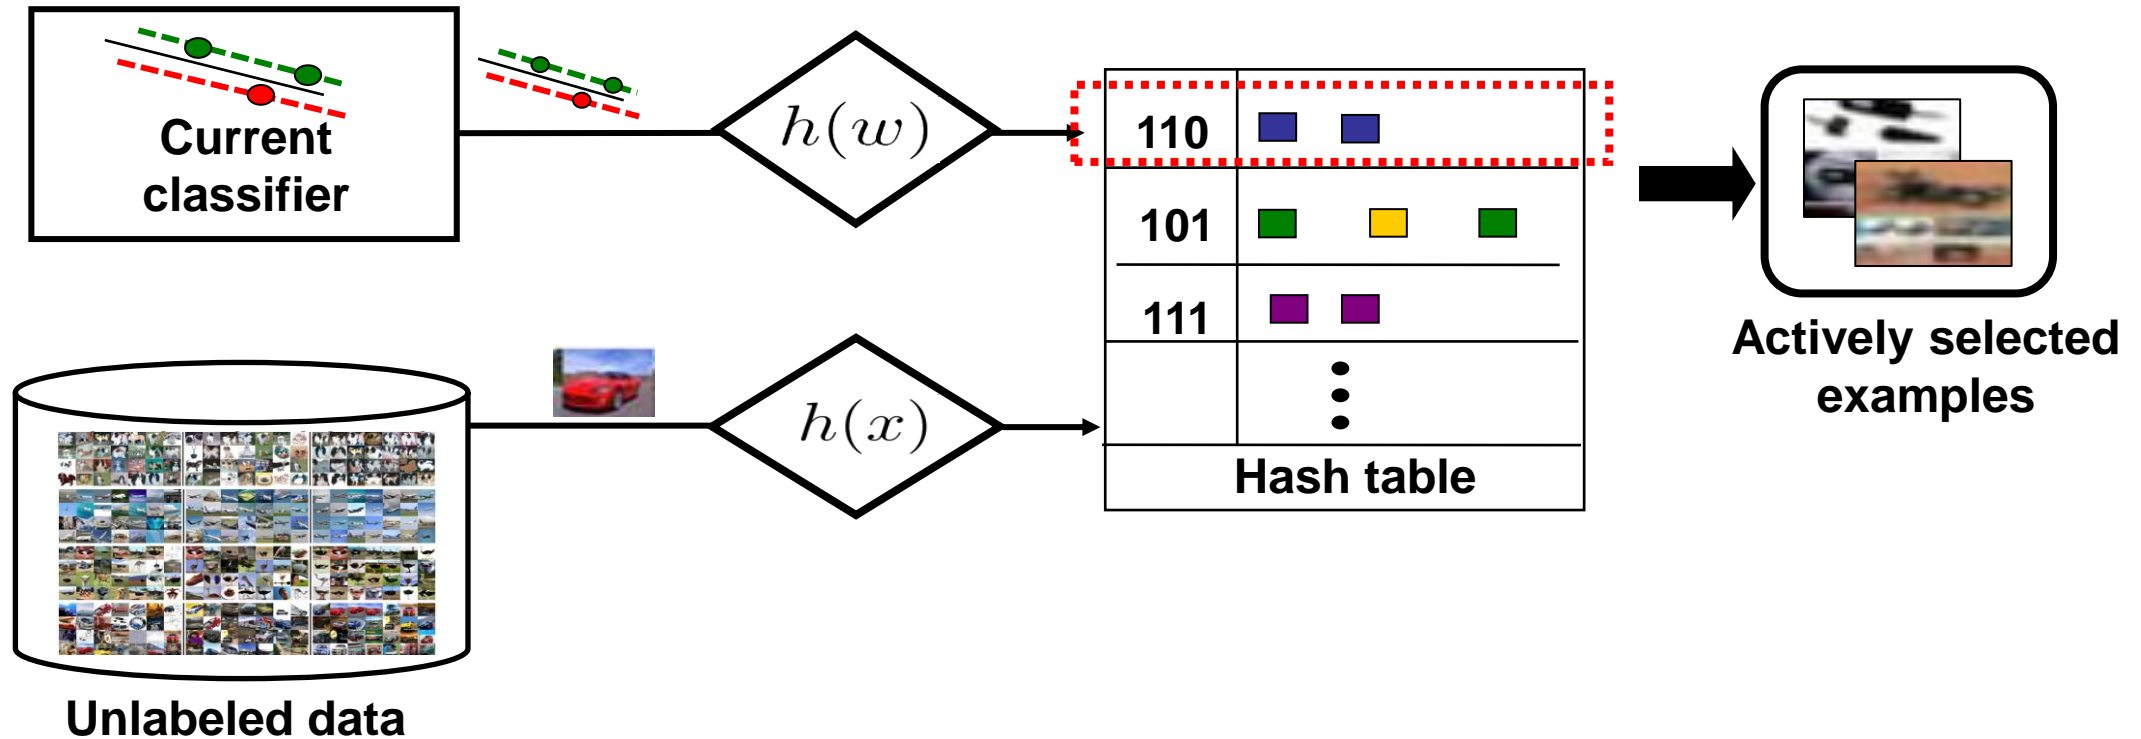 Current
classifier
h(w)
110
101
111
Hash table
Actively selected
examples
h(x)
Unlabeled data